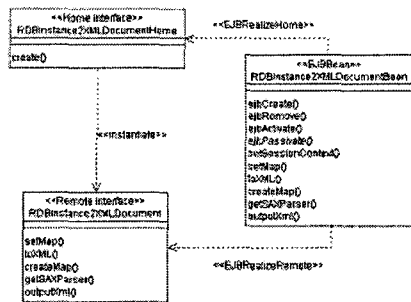 <<Home Interface>>
RDBInstance2XMLDocumentHome
create()
<<EJBRealizeHome>>
<<EJBBean>>
RDBInstance2XMLDocumentBean
ejbCreate()
ejbRemove()
ejbActivate()
ejbPassivate()
setSessionContext()
setMap()
toXML()
createMap()
getSAXParser()
outputXml()
<<Instantiate>>
<<Remote Interface>>
RDBInstance2XMLDocument
setMap()
toXML()
createMap()
getSAXParser()
outputXml()
<<EJBRealizeRemote>>